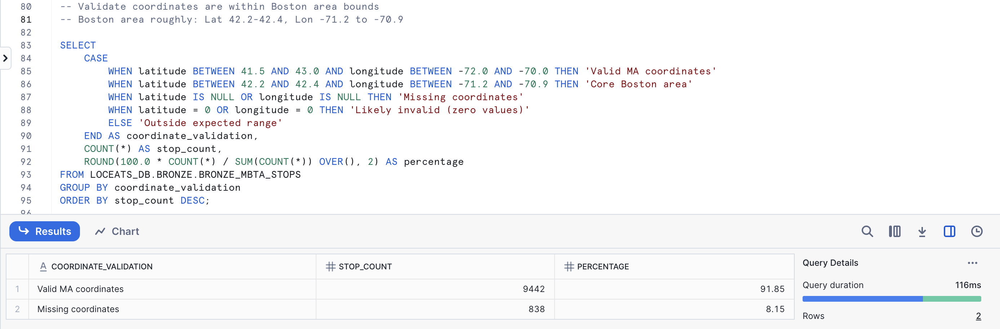 80 -- Validate coordinates are within Boston area bounds
81 -- Boston area roughly: Lat 42.2-42.4, Lon -71.2 to -70.9
82
83 SELECT
84     CASE
85         WHEN latitude BETWEEN 41.5 AND 43.0 AND longitude BETWEEN -72.0 AND -70.0 THEN 'Valid MA coordinates'
86         WHEN latitude BETWEEN 42.2 AND 42.4 AND longitude BETWEEN -71.2 AND -70.9 THEN 'Core Boston area'
87         WHEN latitude IS NULL OR longitude IS NULL THEN 'Missing coordinates'
88         WHEN latitude = 0 OR longitude = 0 THEN 'Likely invalid (zero values)'
89         ELSE 'Outside expected range'
90     END AS coordinate_validation,
91     COUNT(*) AS stop_count,
92     ROUND(100.0 * COUNT(*) / SUM(COUNT(*)) OVER(), 2) AS percentage
93 FROM LOCEATS_DB.BRONZE.BRONZE_MBTA_STOPS
94 GROUP BY coordinate_validation
95 ORDER BY stop_count DESC;
96
Results Chart
COORDINATE_VALIDATION STOP_COUNT PERCENTAGE
1 Valid MA coordinates 9442 91.85
2 Missing coordinates 838 8.15
Query Details ...
Query duration 116ms
Rows 2